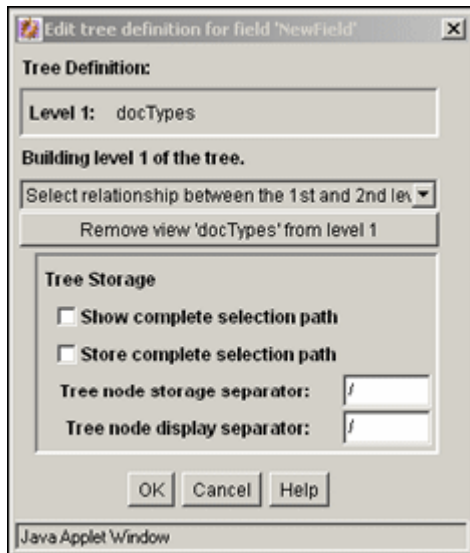 Edit tree definition for field 'NewField'
Tree Definition:
Level 1: docTypes
Building level 1 of the tree.
Select relationship between the 1st and 2nd lev
Remove view 'docTypes' from level 1
Tree Storage
Show complete selection path
Store complete selection path
Tree node storage separator: /
Tree node display separator: /
OK Cancel Help
Java Applet Window